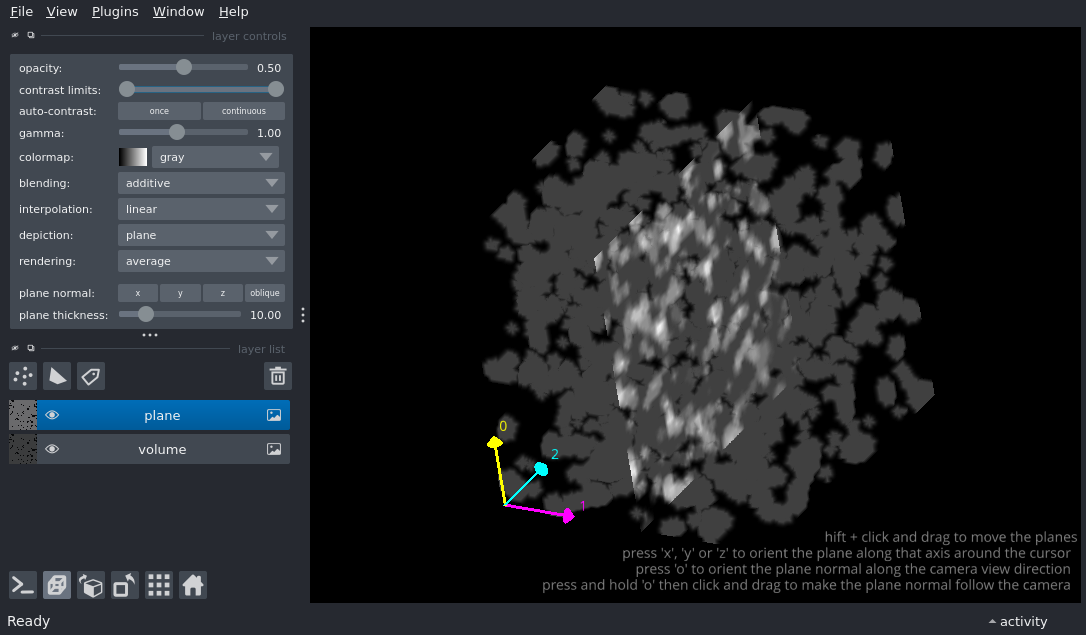 File View Plugins Window Help
layer controls
opacity: 0.50
contrast limits:
auto-contrast: once continuous
gamma: 1.00
colormap: gray
blending: additive
interpolation: linear
depiction: plane
rendering: average
plane normal: x y z oblique
plane thickness: 10.00
layer list
plane
volume
0
2
1
hift + click and drag to move the planes
press 'x', 'y' or 'z' to orient the plane along that axis around the cursor
press 'o' to orient the plane normal along the camera view direction
press and hold 'o' then click and drag to make the plane normal follow the camera
Ready activity